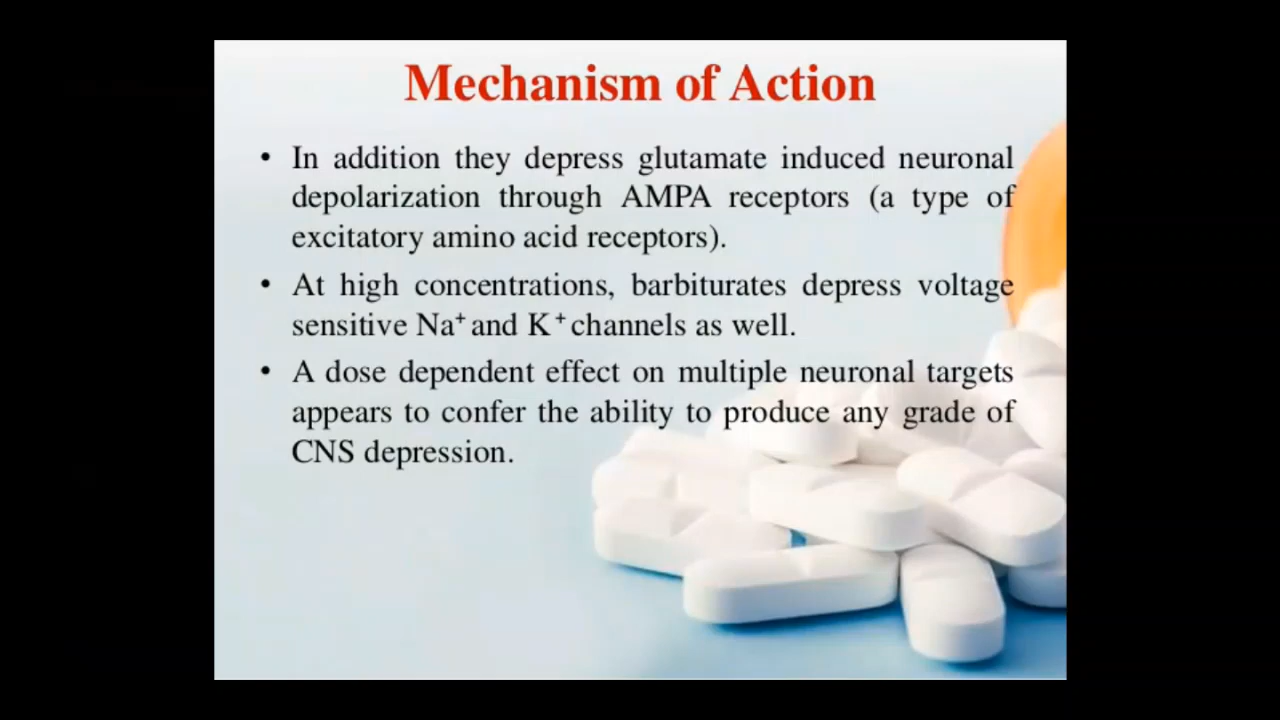 Mechanism of Action
• In addition they depress glutamate induced neuronal
depolarization through AMPA receptors (a type of
excitatory amino acid receptors).
• At high concentrations, barbiturates depress voltage
sensitive Na⁺ and K⁺ channels as well.
• A dose dependent effect on multiple neuronal targets
appears to confer the ability to produce any grade of
CNS depression.